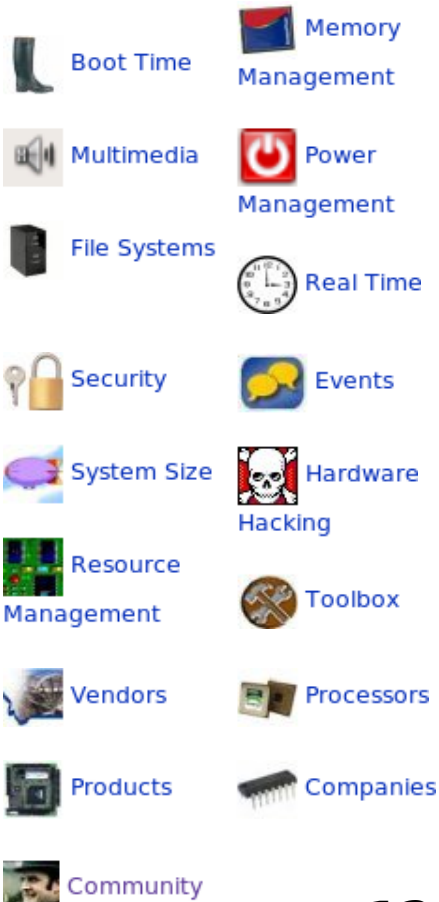 Boot Time
Multimedia
File Systems
Security
System Size
Resource
Management
Vendors
Products
Community
Memory
Management
Power
Management
Real Time
Events
Hardware
Hacking
Toolbox
Processors
Companies